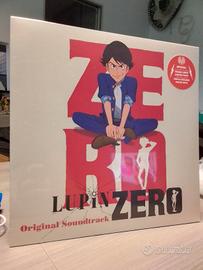 ZE
RO
LUPIN ZERO
Original Soundtrack